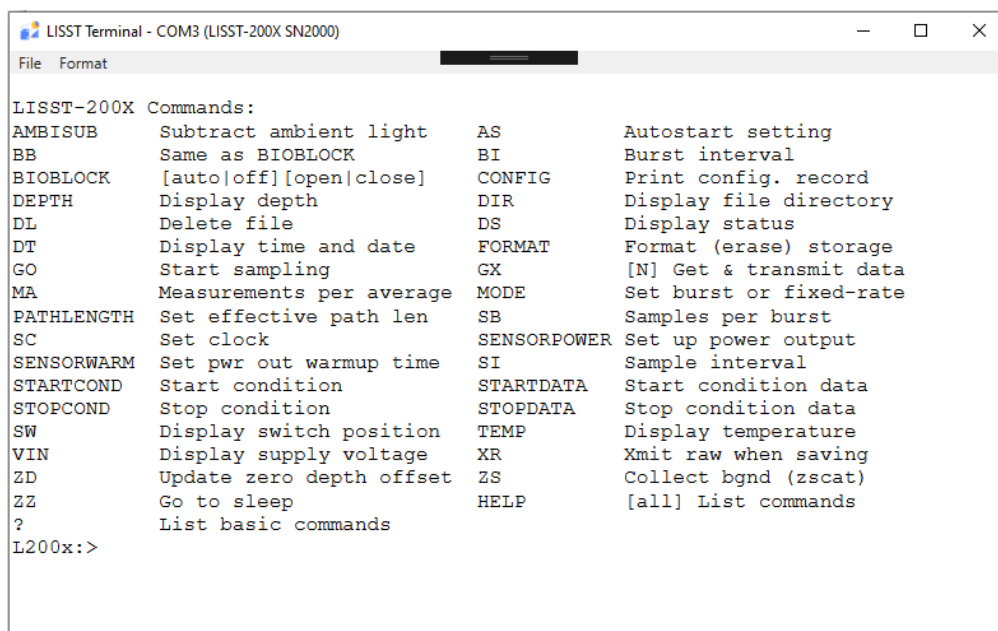 LISST Terminal - COM3 (LISST-200X SN2000)
File Format
LISST-200X Commands:
AMBISUB Subtract ambient light AS Autostart setting
BB Same as BIOBLOCK BI Burst interval
BIOBLOCK [auto|off][open|close] CONFIG Print config. record
DEPTH Display depth DIR Display file directory
DL Delete file DS Display status
DT Display time and date FORMAT Format (erase) storage
GO Start sampling GX [N] Get & transmit data
MA Measurements per average MODE Set burst or fixed-rate
PATHLENGTH Set effective path len SB Samples per burst
SC Set clock SENSORPOWER Set up power output
SENSORWARM Set pwr out warmup time SI Sample interval
STARTCOND Start condition STARTDATA Start condition data
STOPCOND Stop condition STOPDATA Stop condition data
SW Display switch position TEMP Display temperature
VIN Display supply voltage XR Xmit raw when saving
ZD Update zero depth offset ZS Collect bgnd (zscat)
ZZ Go to sleep HELP [all] List commands
? List basic commands
L200x:>